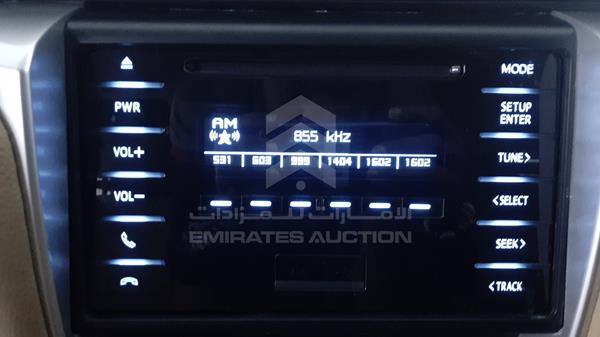 MODE
PWR
SETUP
ENTER
AM
855 kHz
VOL+
TUNE>
531 603 999 1404 1602 1602
VOL-
<SELECT
الإمارات للمزادات
EMIRATES AUCTION
SEEK>
<TRACK